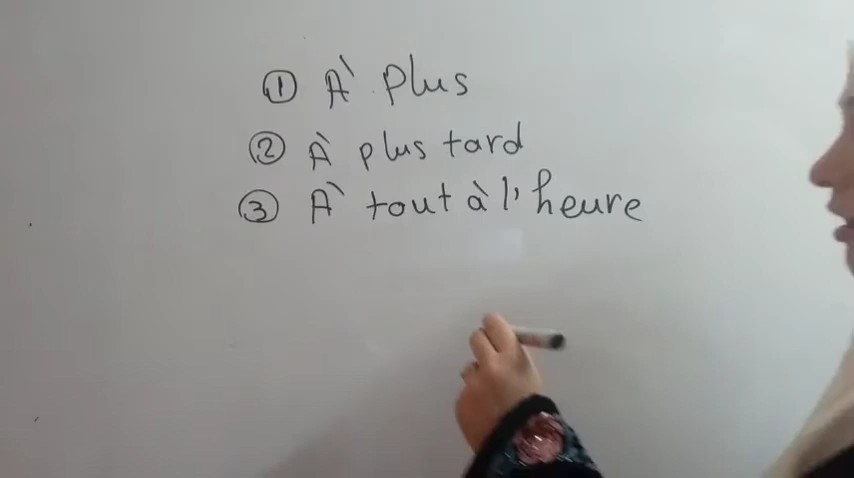 ① À Plus
② À plus tard
③ À tout à l'heure